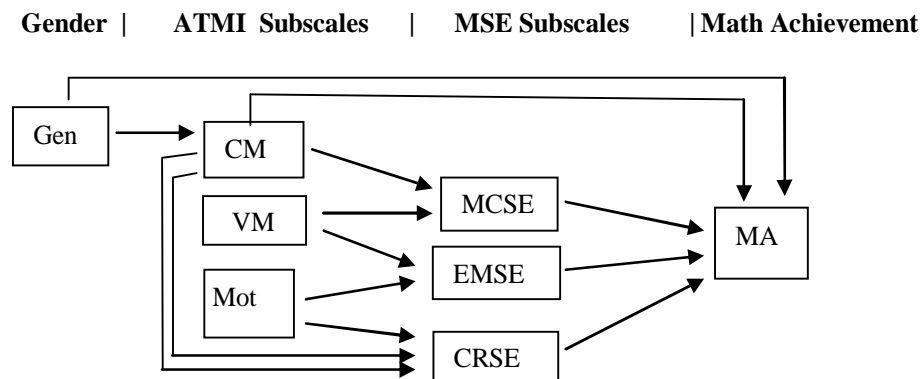 Gender | ATMI Subscales | MSE Subscales | Math Achievement
Gen
CM
VM
Mot
MCSE
EMSE
CRSE
MA